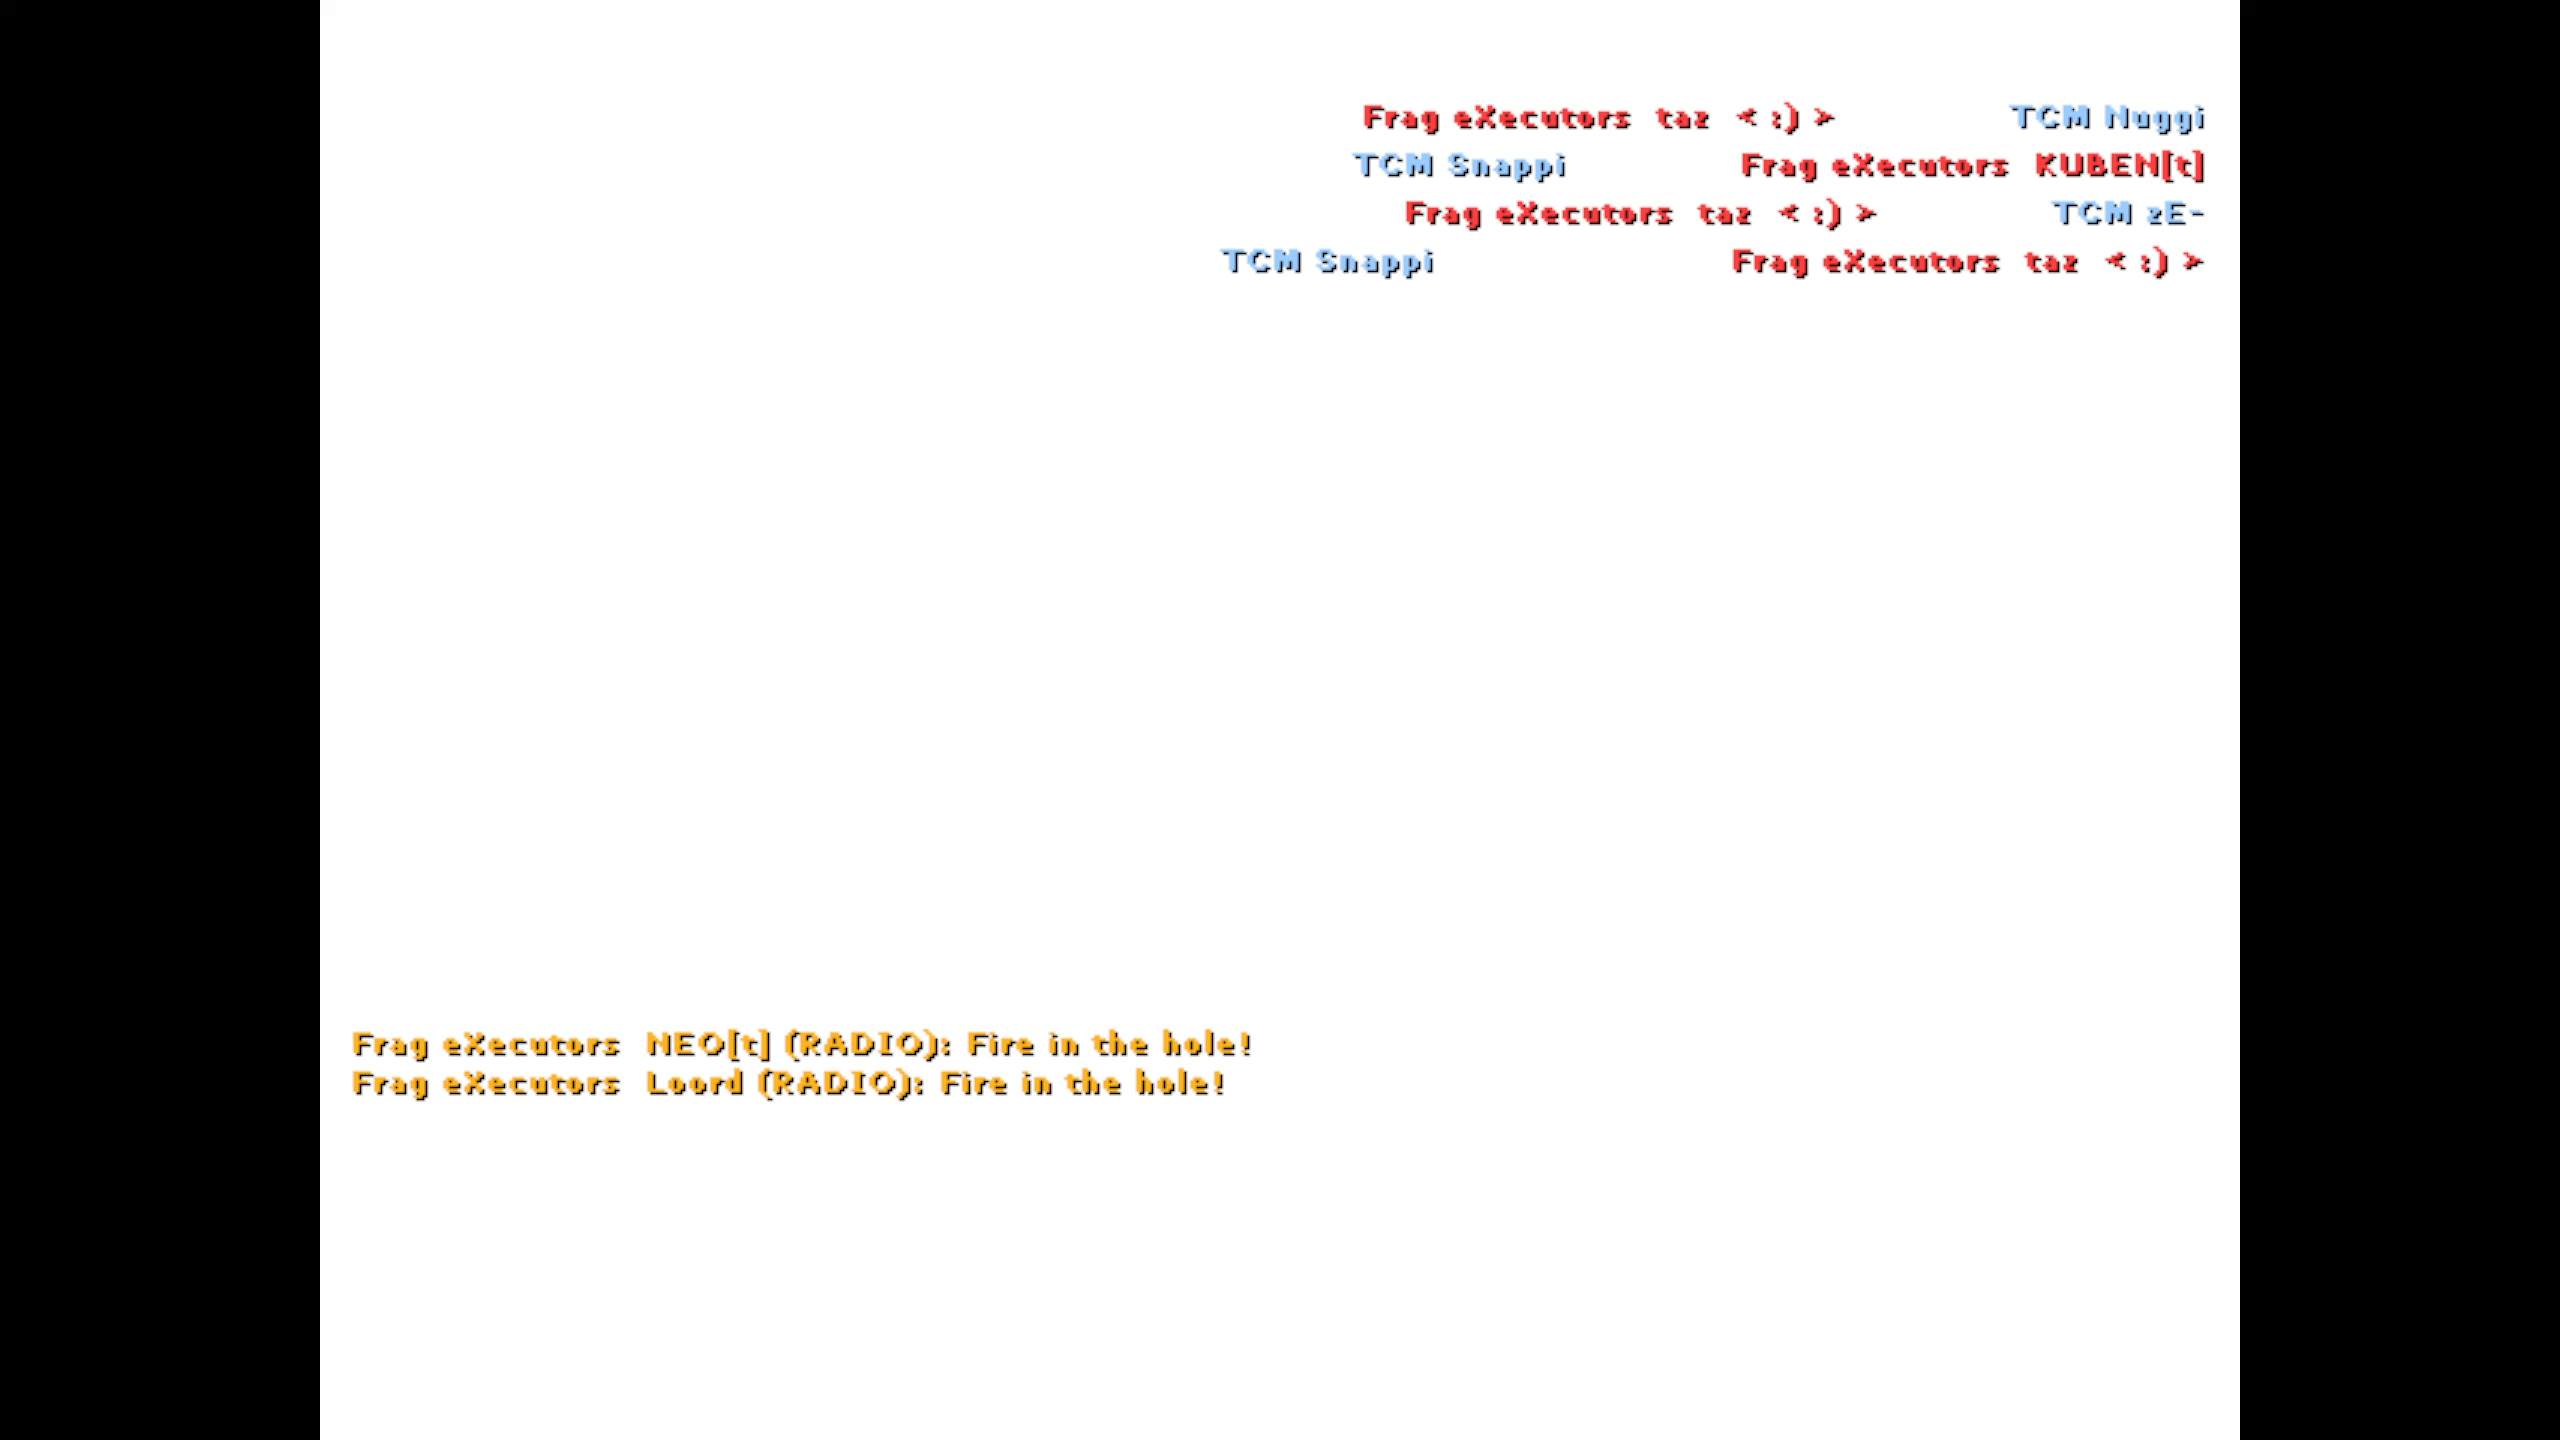 Frag eXecutors taz < :) > TCM Nuggi
TCM Snappi Frag eXecutors KUBEN[t]
Frag eXecutors taz < :) > TCM zE-
TCM Snappi Frag eXecutors taz < :) >
Frag eXecutors NEO[t] (RADIO): Fire in the hole!
Frag eXecutors Loord (RADIO): Fire in the hole!